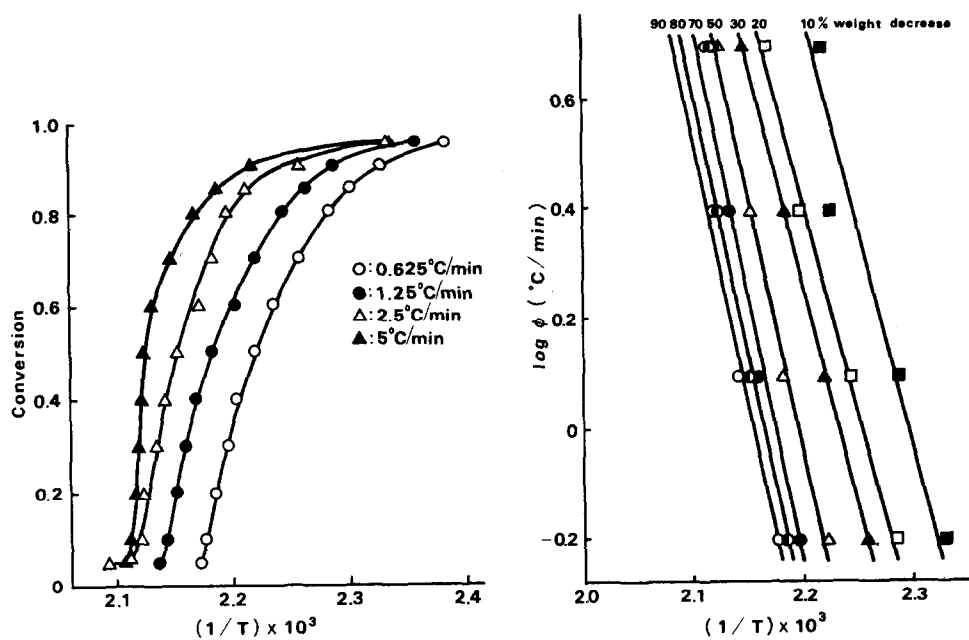 Conversion
1.0
0.8
0.6
0.4
0.2
0
2.1
2.2
2.3
2,4
(1/T) x 10³
○:0.625°C/min
●:1.25°C/min
△:2.5°C/min
▲:5°C/min
log ϕ (°C/min)
90 80 70 50 30 20 10% weight decrease
0.6
0.4
0.2
0
-0.2
2.0
2.1
2.2
2.3
(1/T) x 10³